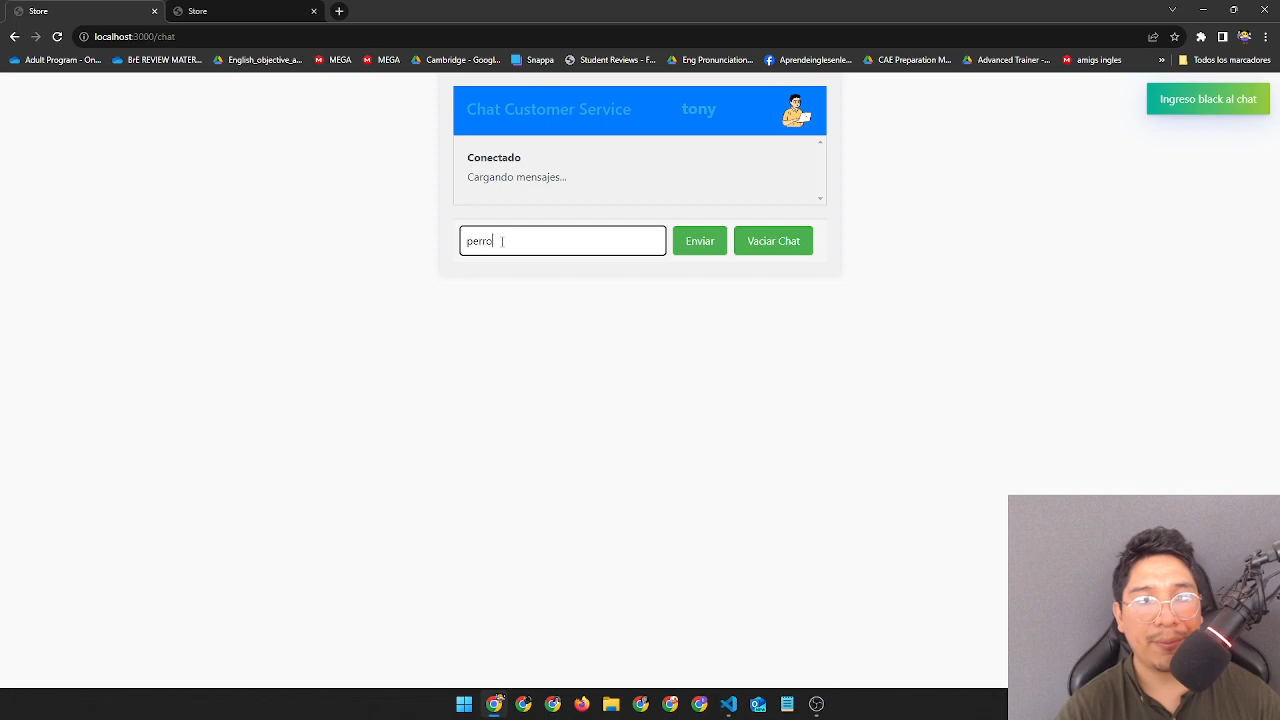 Store
Store
localhost:3000/chat
Adult Program - On...
BrE REVIEW MATER...
English_objective_a...
MEGA
MEGA
Cambridge - Googl...
Snappa
Student Reviews - F...
Eng Pronunciation...
Aprendeinglesenle...
CAE Preparation M...
Advanced Trainer -...
amigs ingles
»
Todos los marcadores
Ingreso black al chat
Chat Customer Service
tony
Conectado
Cargando mensajes...
perro
Enviar
Vaciar Chat